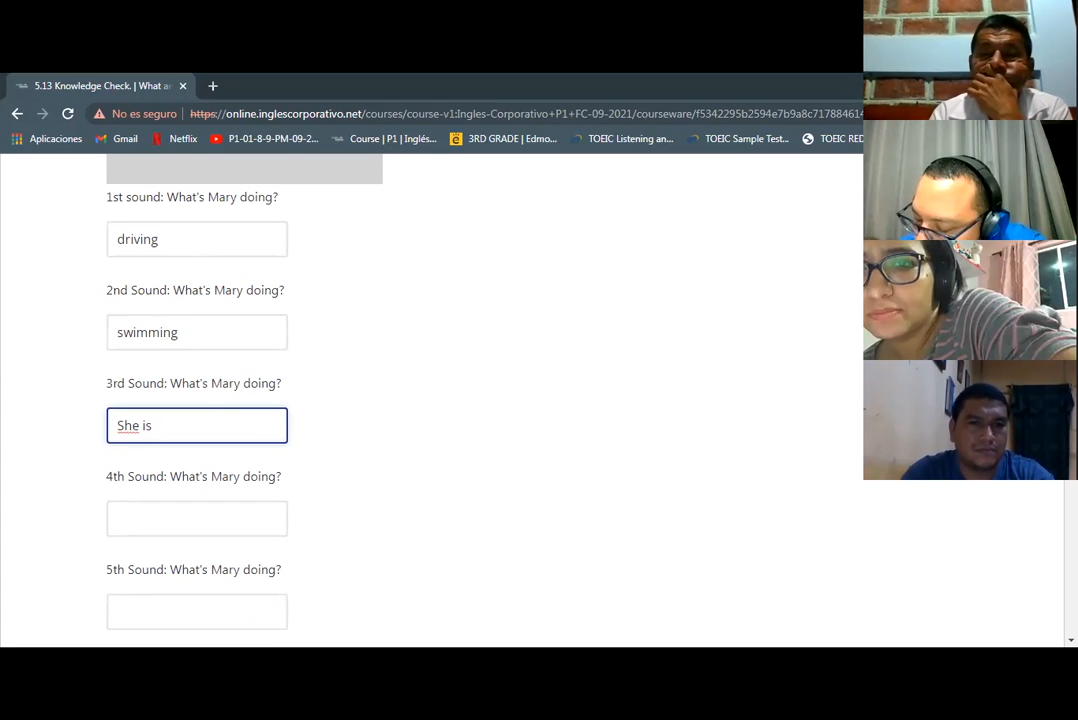 5.13 Knowledge Check. | What a
No es seguro | https://online.inglescorporativo.net/courses/course-v1:Ingles-Corporativo+P1+FC-09-2021/courseware/f5342295b2594e7b9a8c71788461
Aplicaciones Gmail Netflix P1-01-8-9-PM-09-2... Course | P1 | Inglés... 3RD GRADE | Edmo... TOEIC Listening an... TOEIC Sample Test... TOEIC RED
1st sound: What's Mary doing?
driving
2nd Sound: What's Mary doing?
swimming
3rd Sound: What's Mary doing?
She is
4th Sound: What's Mary doing?
5th Sound: What's Mary doing?